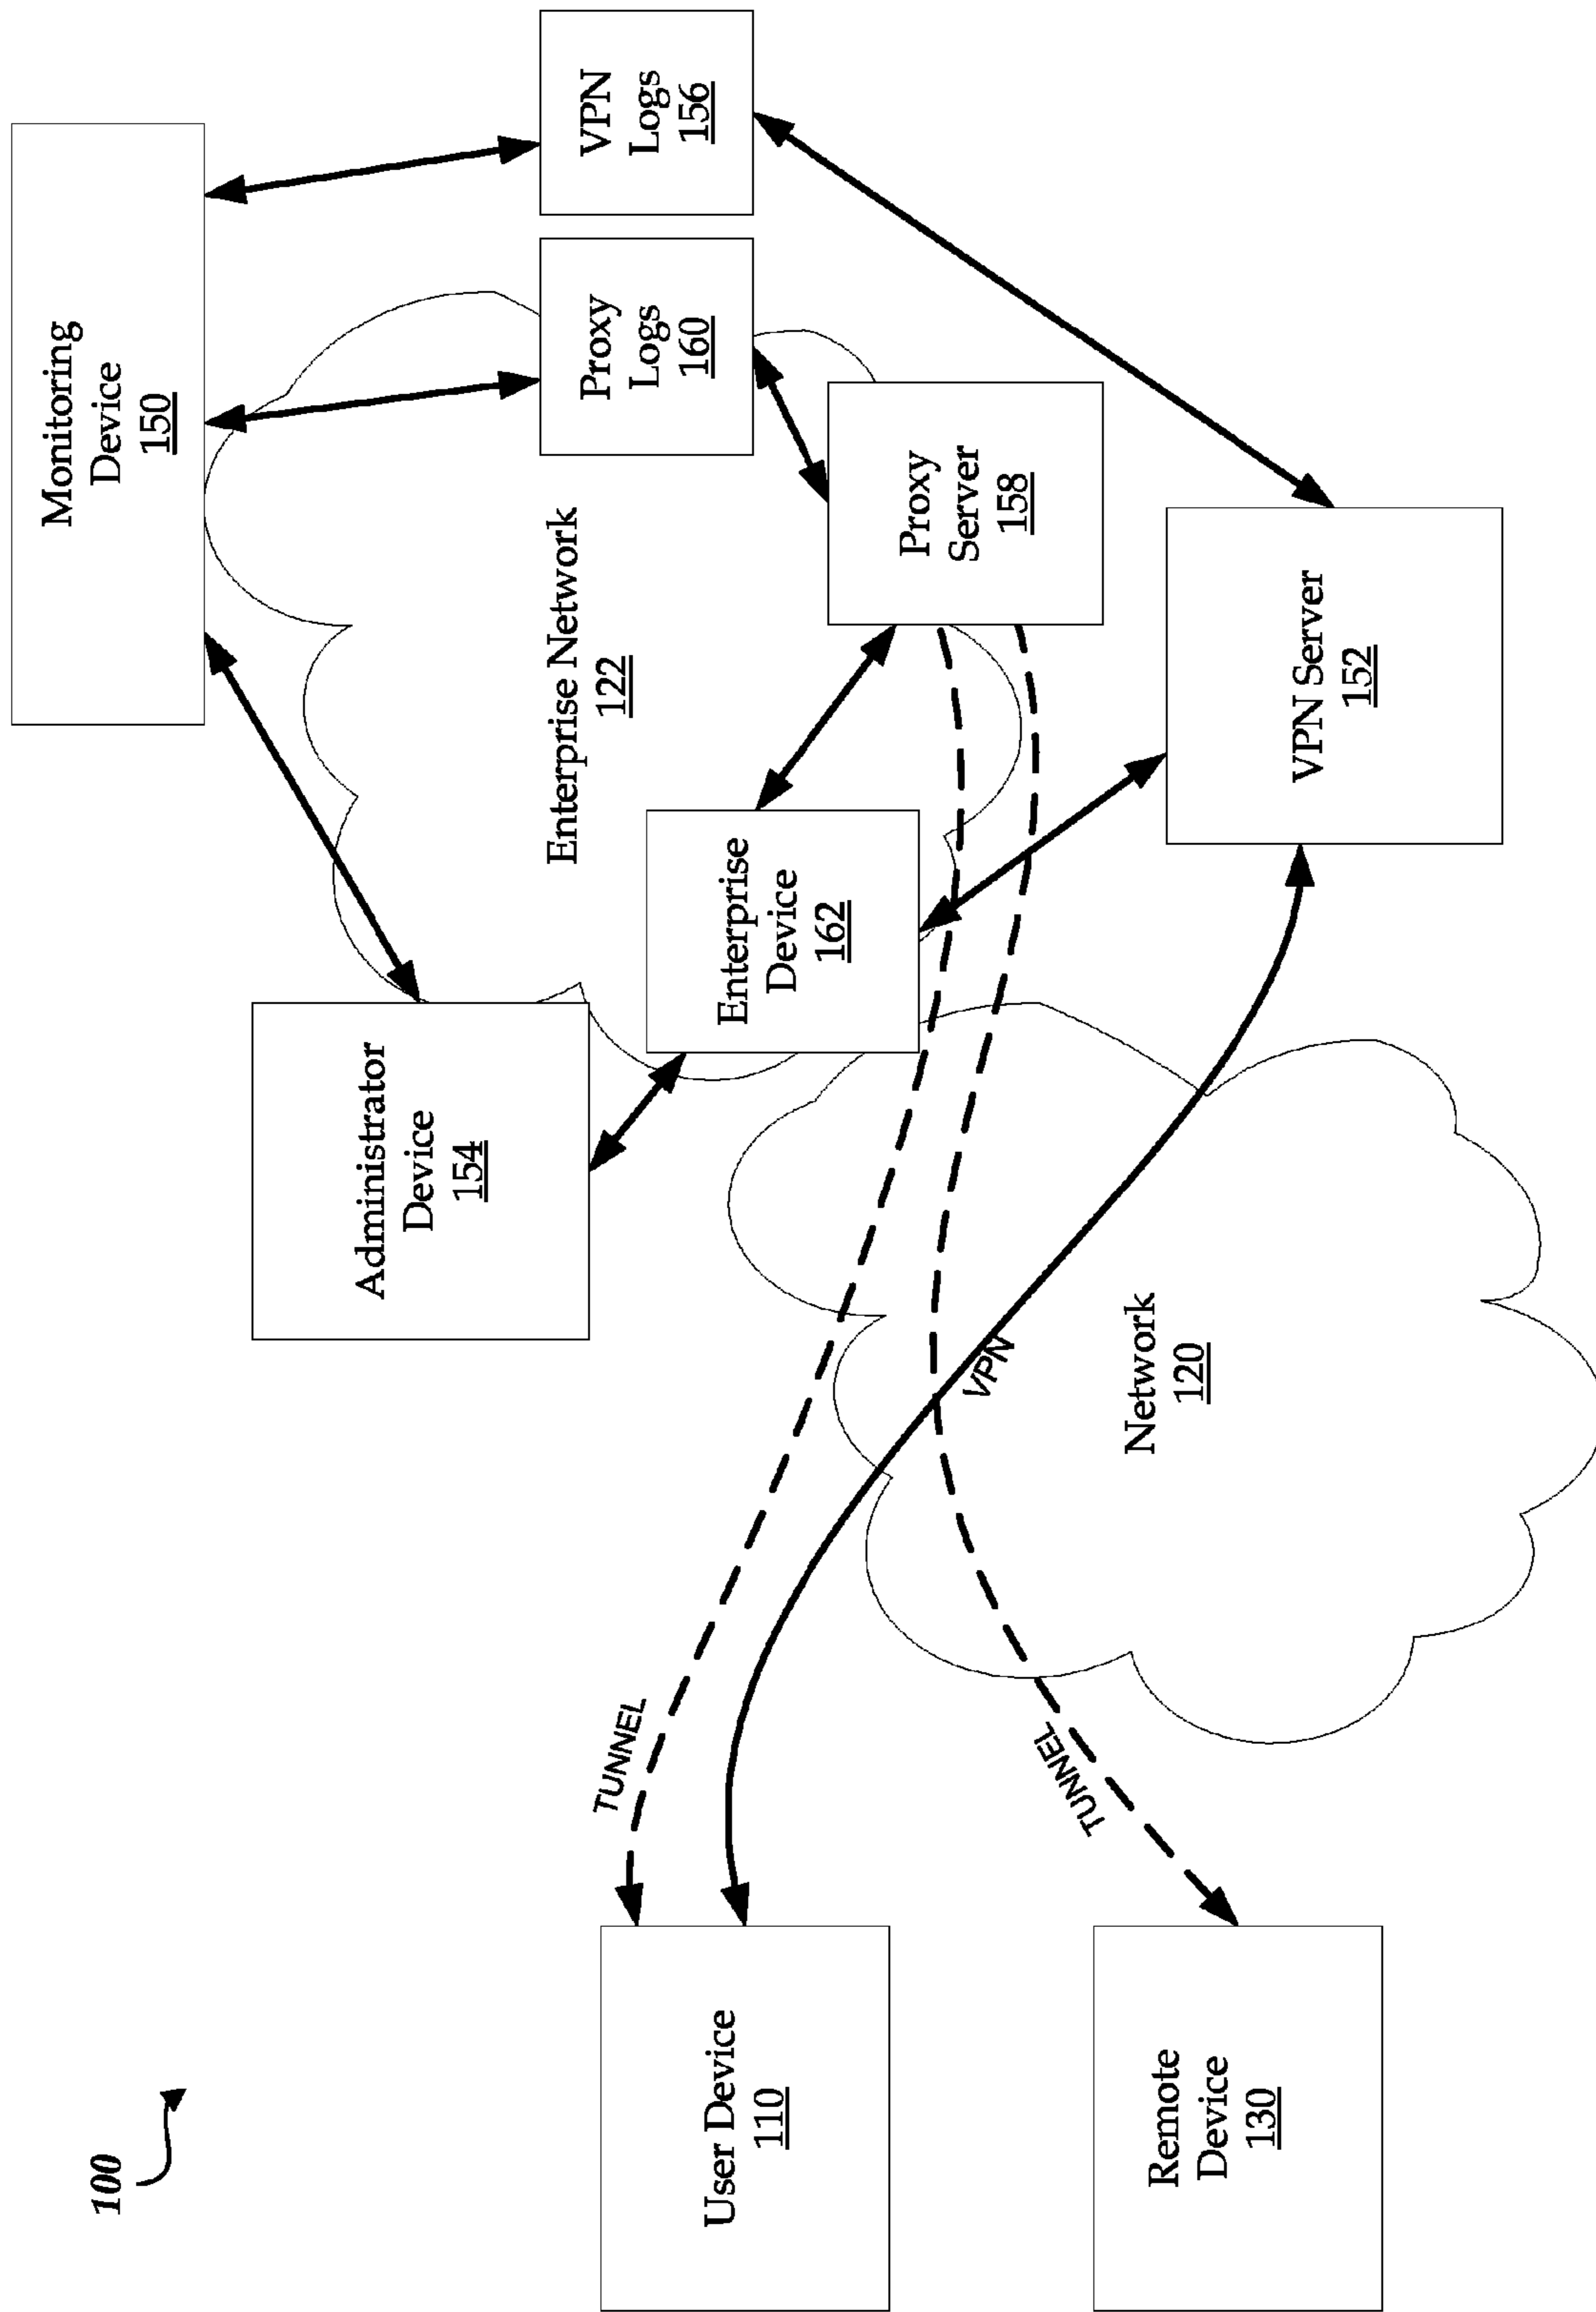 100
User Device
110
Remote
Device
130
TUNNEL
TUNNEL
VPN
Network
120
Administrator
Device
154
Enterprise
Device
162
Enterprise Network
122
VPN Server
152
Proxy
Server
158
Monitoring
Device
150
Proxy
Logs
160
VPN
Logs
156